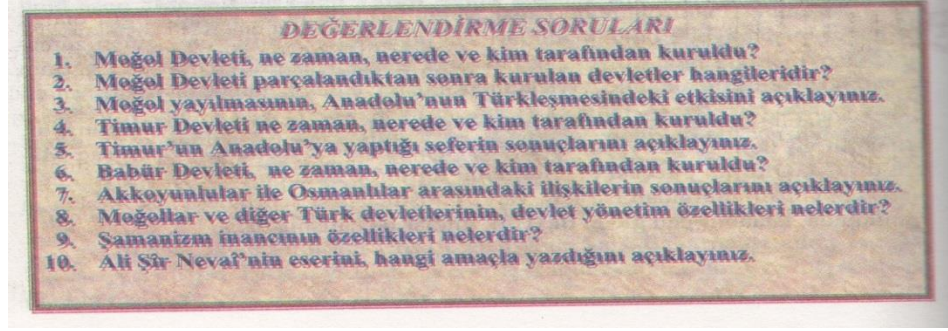 DEĞERLENDİRME SORULARI
1. Moğol Devleti, ne zaman, nerede ve kim tarafından kuruldu?
2. Moğol Devleti parçalandıktan sonra kurulan devletler hangileridir?
3. Moğol yayılmasının, Anadolu'nun Türkleşmesindeki etkisini açıklayınız.
4. Timur Devleti ne zaman, nerede ve kim tarafından kuruldu?
5. Timur'un Anadolu'ya yaptığı seferin sonuçlarını açıklayınız.
6. Babür Devleti, ne zaman, nerede ve kim tarafından kuruldu?
7. Akkoyunlular ile Osmanlılar arasındaki ilişkilerin sonuçlarını açıklayınız.
8. Moğollar ve diğer Türk devletlerinin, devlet yönetim özellikleri nelerdir?
9. Şamanizm inancının özellikleri nelerdir?
10. Ali Şîr Nevaî'nin eserini, hangi amaçla yazdığını açıklayınız.